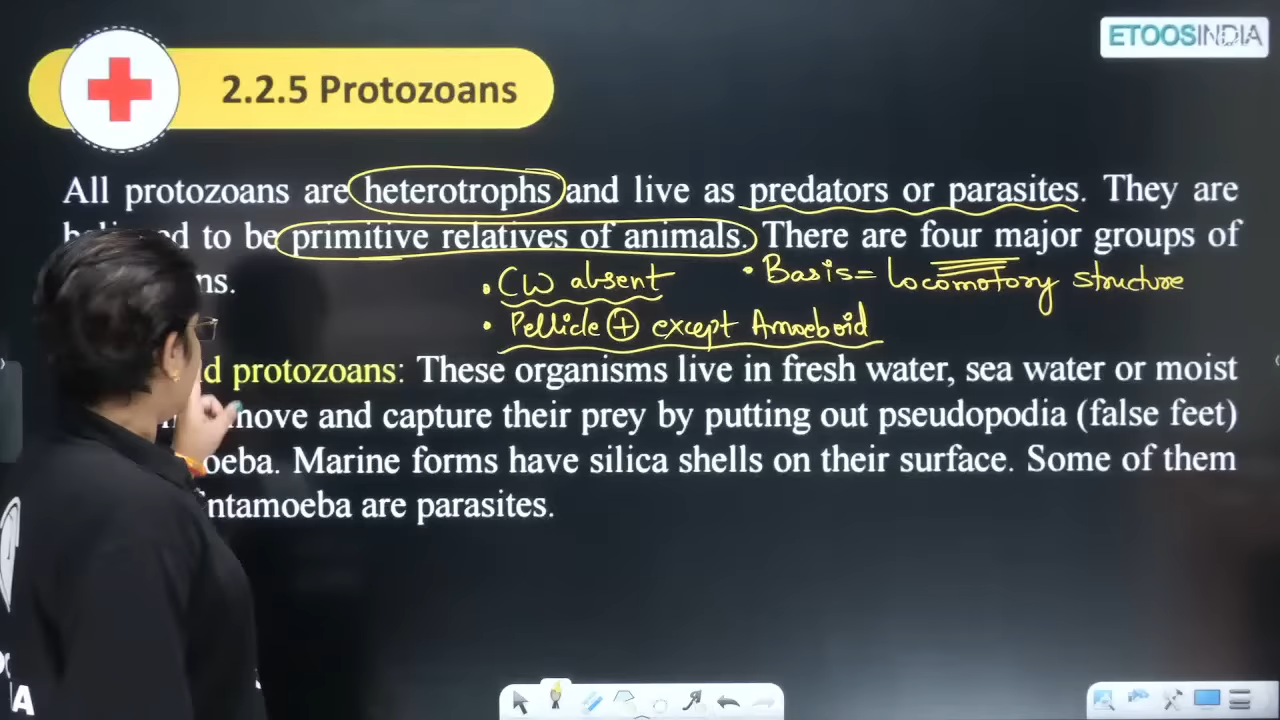 ETOOSINDIA
2.2.5 Protozoans
All protozoans are heterotrophs and live as predators or parasites. They are
to be primitive relatives of animals. There are four major groups of
ns.
• CW absent • Basis = Locomotory structure
• Pellicle + except Amoeboid
d protozoans: These organisms live in fresh water, sea water or moist
move and capture their prey by putting out pseudopodia (false feet)
oeba. Marine forms have silica shells on their surface. Some of them
ntamoeba are parasites.